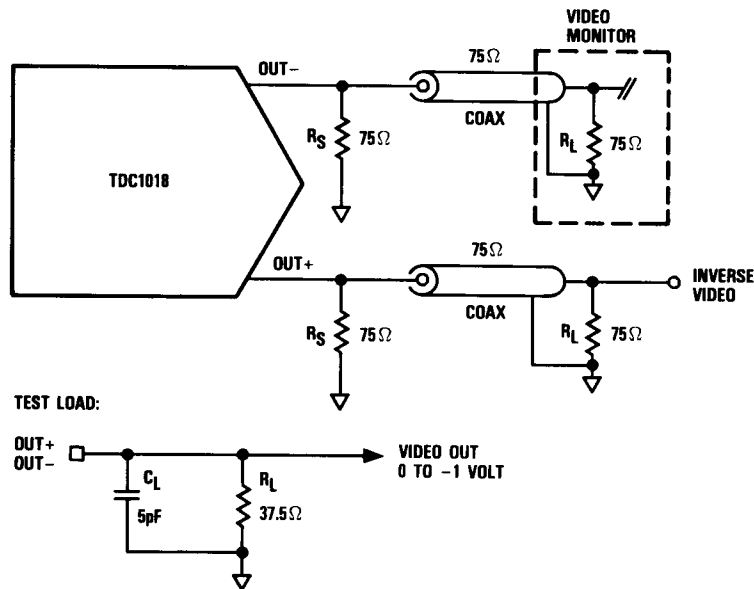 VIDEO
MONITOR
75Ω
OUT−
COAX
RS
75Ω
RL
75Ω
TDC1018
75Ω
OUT+
INVERSE
VIDEO
COAX
RS
75Ω
RL
75Ω
TEST LOAD:
OUT+
OUT−
VIDEO OUT
0 TO −1 VOLT
CL
5pF
RL
37.5Ω